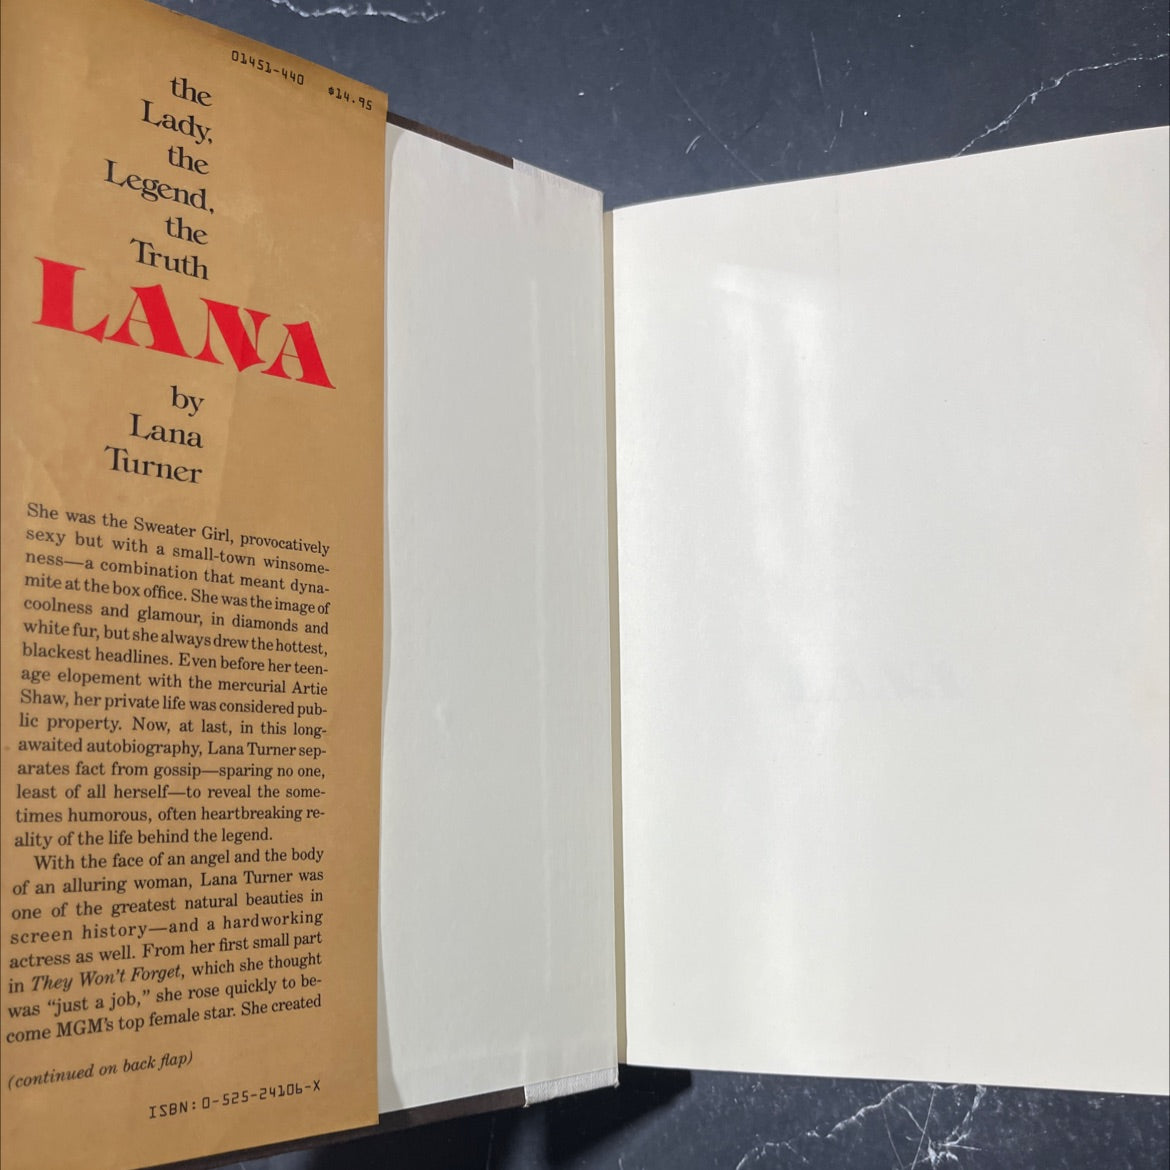 01451-440 $14.95
the
Lady,
the
Legend,
the
Truth
LANA
by
Lana
Turner
She was the Sweater Girl, provocatively
sexy but with a small-town winsome-
ness—a combination that meant dyna-
mite at the box office. She was the image of
coolness and glamour, in diamonds and
white fur, but she always drew the hottest,
blackest headlines. Even before her teen-
age elopement with the mercurial Artie
Shaw, her private life was considered pub-
lic property. Now, at last, in this long-
awaited autobiography, Lana Turner sep-
arates fact from gossip—sparing no one,
least of all herself—to reveal the some-
times humorous, often heartbreaking re-
ality of the life behind the legend.
With the face of an angel and the body
of an alluring woman, Lana Turner was
one of the greatest natural beauties in
screen history—and a hardworking
actress as well. From her first small part
in They Won't Forget, which she thought
was "just a job," she rose quickly to be-
come MGM's top female star. She created
(continued on back flap)
ISBN: 0-525-24106-X